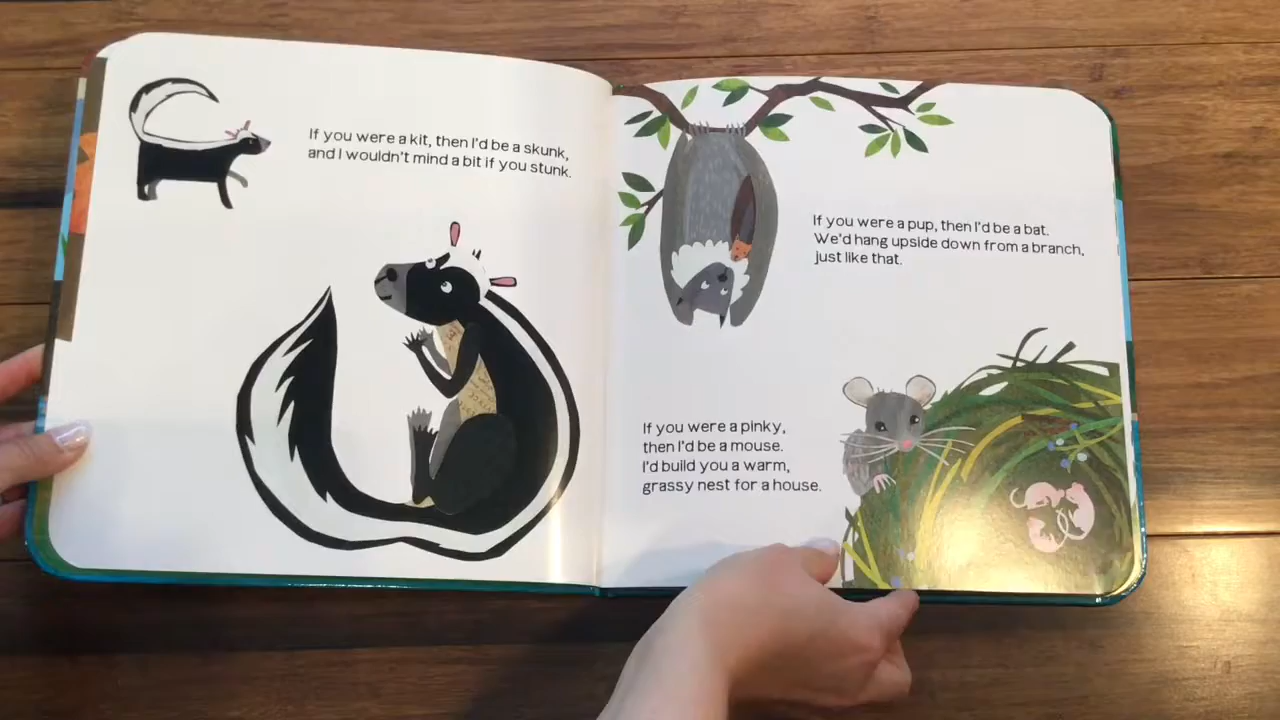 If you were a kit, then I'd be a skunk,
and I wouldn't mind a bit if you stunk.
If you were a pup, then I'd be a bat.
We'd hang upside down from a branch,
just like that.
If you were a pinky,
then I'd be a mouse.
I'd build you a warm,
grassy nest for a house.